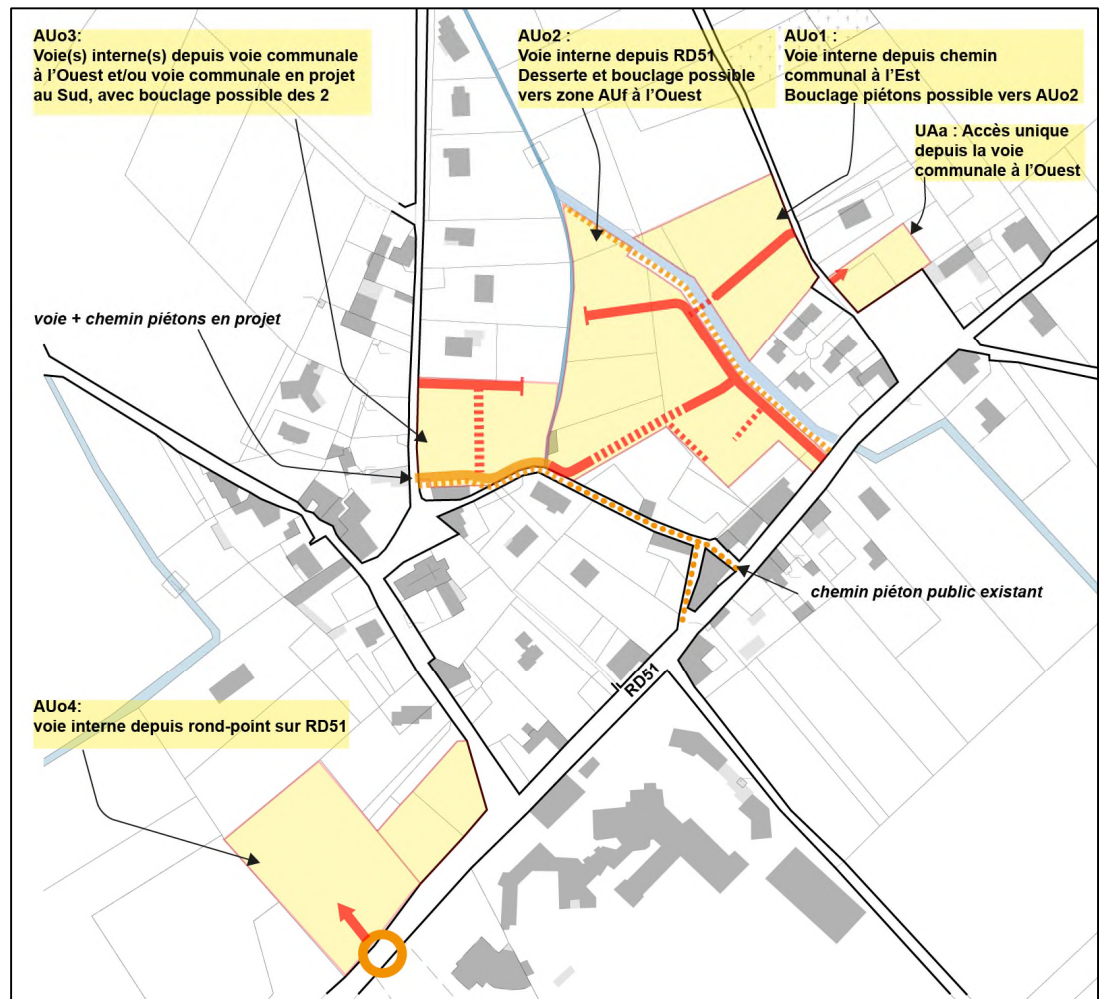 AUo3:
Voie(s) interne(s) depuis voie communale
à l'Ouest et/ou voie communale en projet
au Sud, avec bouclage possible des 2
AUo2 :
Voie interne depuis RD51
Desserte et bouclage possible
vers zone AUf à l'Ouest
AUo1 :
Voie interne depuis chemin
communal à l'Est
Bouclage piétons possible vers AUo2
UAa : Accès unique
depuis la voie
communale à l'Ouest
voie + chemin piétons en projet
chemin piéton public existant
RD51
AUo4:
voie interne depuis rond-point sur RD51